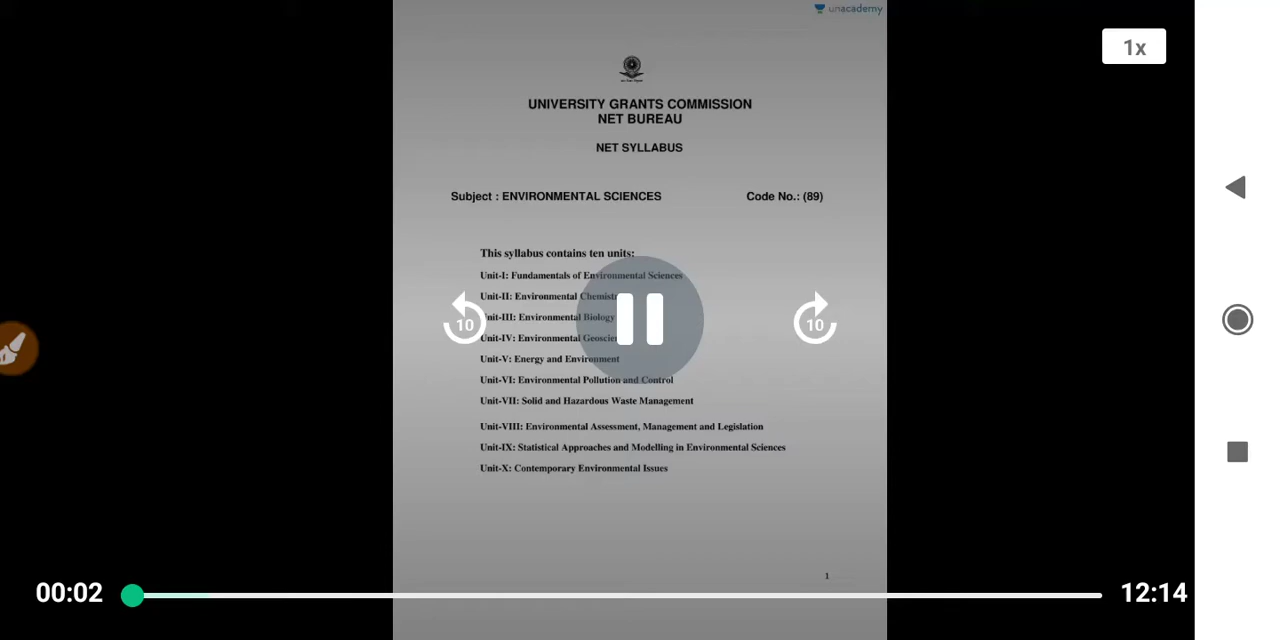 unacademy
1x
UNIVERSITY GRANTS COMMISSION
NET BUREAU
NET SYLLABUS
Subject : ENVIRONMENTAL SCIENCES Code No.: (89)
This syllabus contains ten units:
Unit-I: Fundamentals of Environmental Sciences
Unit-II: Environmental Chemistr
Unit-III: Environmental Biology
Unit-IV: Environmental Geoscien
Unit-V: Energy and Environment
Unit-VI: Environmental Pollution and Control
Unit-VII: Solid and Hazardous Waste Management
Unit-VIII: Environmental Assessment, Management and Legislation
Unit-IX: Statistical Approaches and Modelling in Environmental Sciences
Unit-X: Contemporary Environmental Issues
10
10
1
00:02
12:14